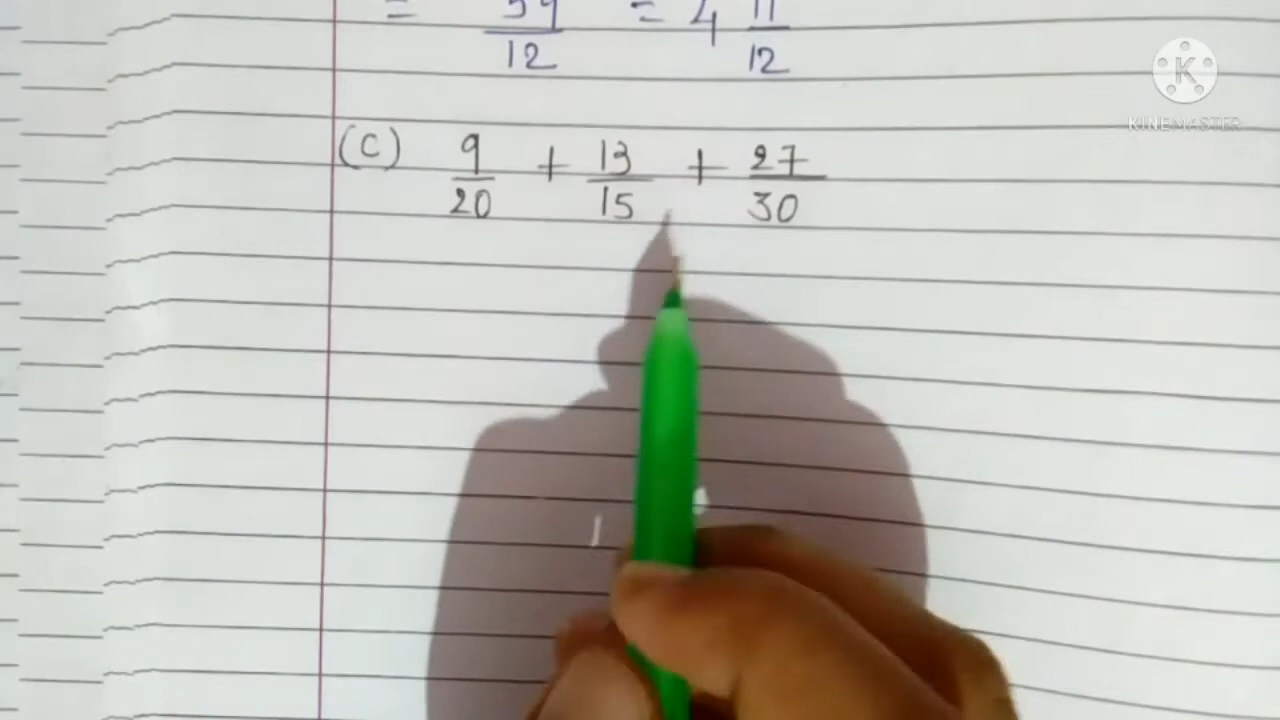 = 59/12 = 4 11/12
(C) 9/20 + 13/15 + 27/30
K
KINEMASTER